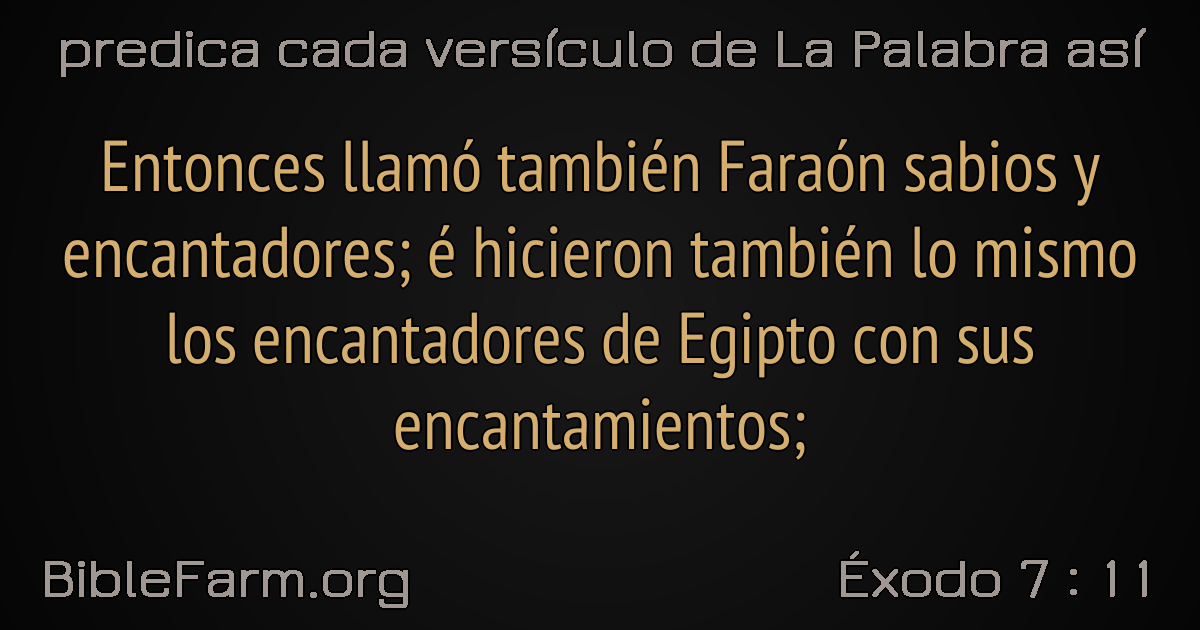 predica cada versículo de La Palabra así
Entonces llamó también Faraón sabios y
encantadores; é hicieron también lo mismo
los encantadores de Egipto con sus
encantamientos;
BibleFarm.org
Éxodo 7 : 11